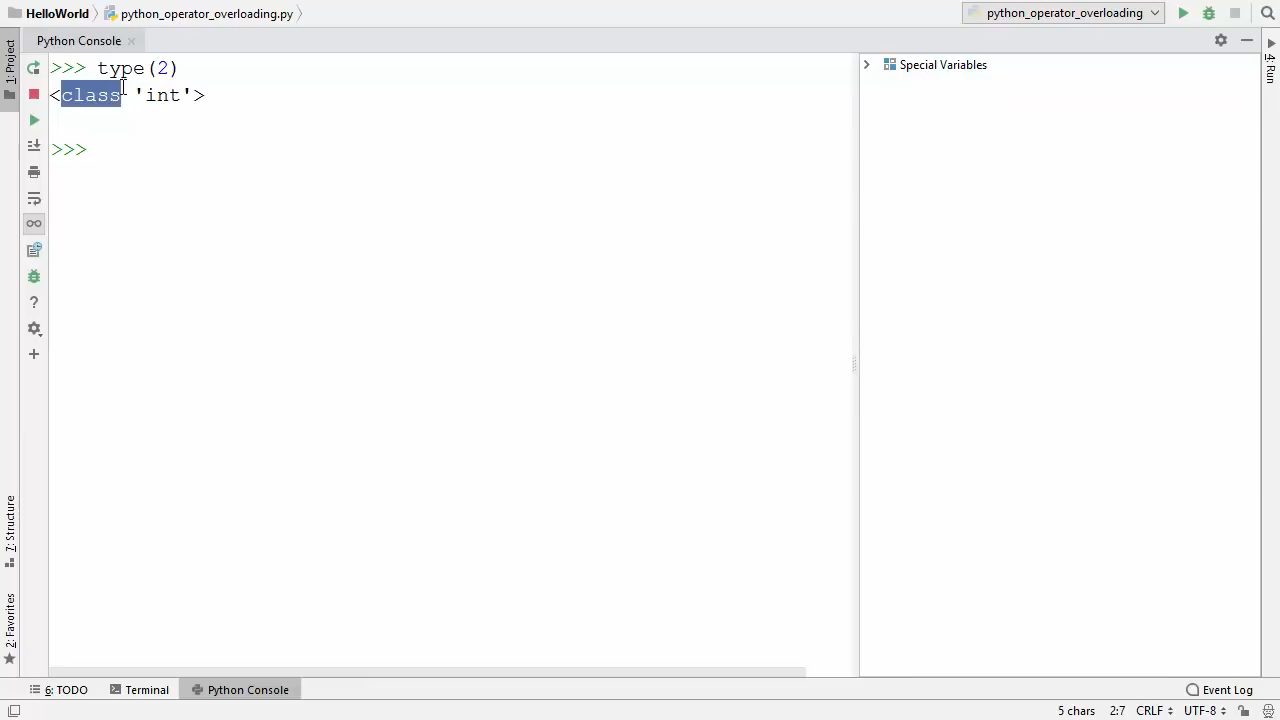 HelloWorld python_operator_overloading.py python_operator_overloading
Python Console
1: Project
>>> type(2)
<class 'int'>
>>>
Special Variables
4: Run
7: Structure
2: Favorites
6: TODO Terminal Python Console Event Log
5 chars 2:7 CRLF UTF-8